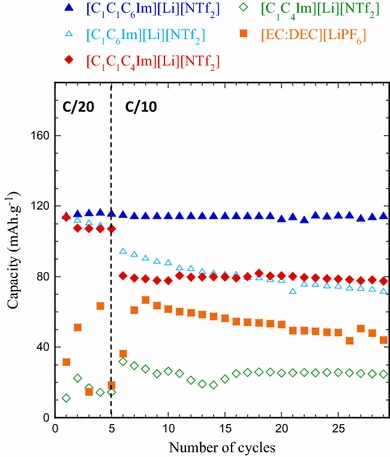 [C₁C₁C₆Im][Li][NTf₂] [C₁C₄Im][Li][NTf₂]
[C₁C₆Im][Li][NTf₂] [EC:DEC][LiPF₆]
[C₁C₁C₄Im][Li][NTf₂]
C/20 C/10
160
120
80
40
0
Capacity (mAh.g⁻¹)
0 5 10 15 20 25
Number of cycles